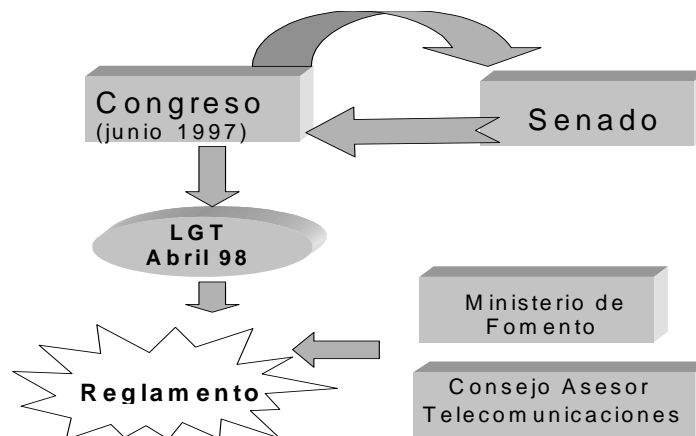 Congreso
(junio 1997)
Senado
LGT
Abril 98
Ministerio de
Fomento
Reglamento
Consejo Asesor
Telecomunicaciones